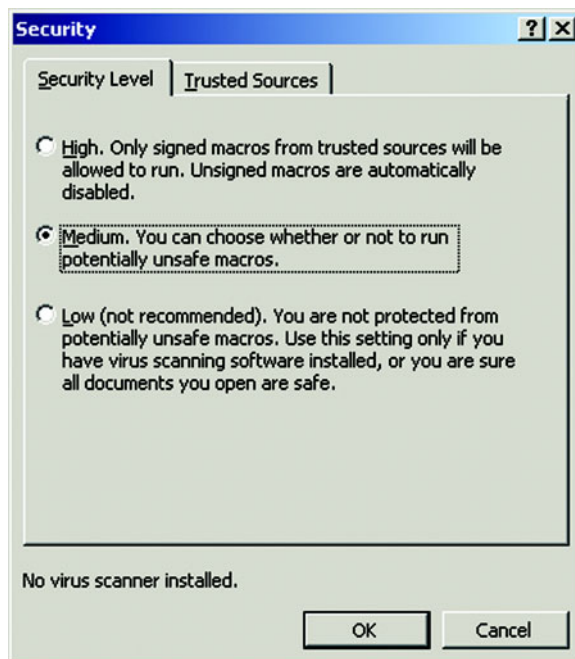 Security
Security Level
Trusted Sources
High. Only signed macros from trusted sources will be
allowed to run. Unsigned macros are automatically
disabled.
Medium. You can choose whether or not to run
potentially unsafe macros.
Low (not recommended). You are not protected from
potentially unsafe macros. Use this setting only if you
have virus scanning software installed, or you are sure
all documents you open are safe.
No virus scanner installed.
OK
Cancel